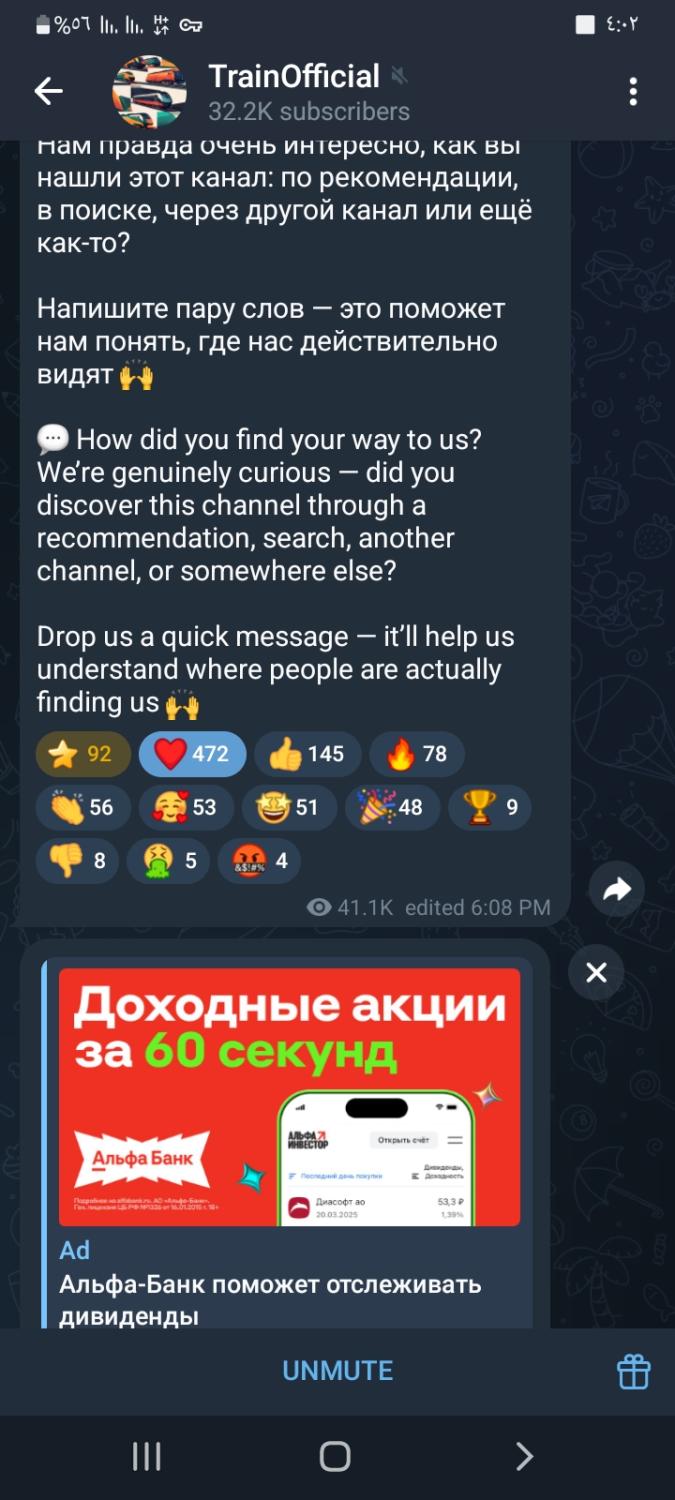 %٥٦
٤:٠٢
TrainOfficial
32.2K subscribers
Нам правда очень интересно, как вы
нашли этот канал: по рекомендации,
в поиске, через другой канал или ещё
как-то?
Напишите пару слов — это поможет
нам понять, где нас действительно
видят 🙌
💬 How did you find your way to us?
We’re genuinely curious — did you
discover this channel through a
recommendation, search, another
channel, or somewhere else?
Drop us a quick message — it’ll help us
understand where people are actually
finding us 🙌
⭐ 92 ❤️ 472 👍 145 🔥 78
👏 56 🥰 53 🤩 51 🎉 48 🏆 9
👎 8 🤮 5 🤬 4
41.1K edited 6:08 PM
Доходные акции
за 60 секунд
Альфа Банк
АЛЬФА
ИНВЕСТОР
Открыть счёт
Последний день покупки
Дивиденды,
Доходность
Диасофт ао
53,3 ₽
20.03.2025
1,39%
Подробнее на alfabank.ru. АО «Альфа-Банк».
Ген. лицензия ЦБ РФ №1326 от 16.01.2015 г. 18+
Ad
Альфа-Банк поможет отслеживать
дивиденды
UNMUTE